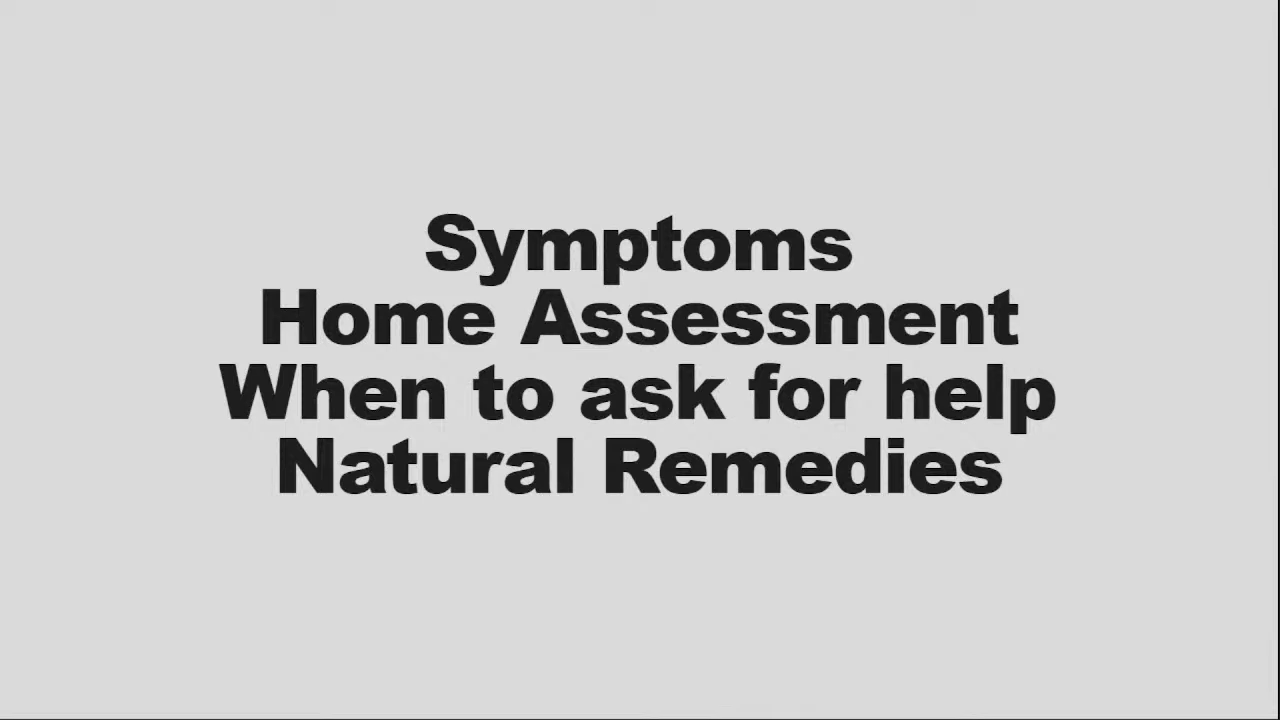 Symptoms
Home Assessment
When to ask for help
Natural Remedies